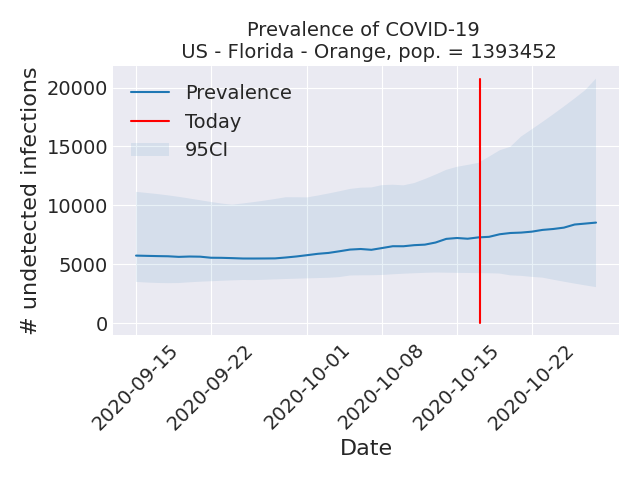 Prevalence of COVID-19
US - Florida - Orange, pop. = 1393452
# undetected infections
20000
15000
10000
5000
0
Prevalence
Today
95CI
2020-09-15
2020-09-22
2020-10-01
2020-10-08
2020-10-15
2020-10-22
Date